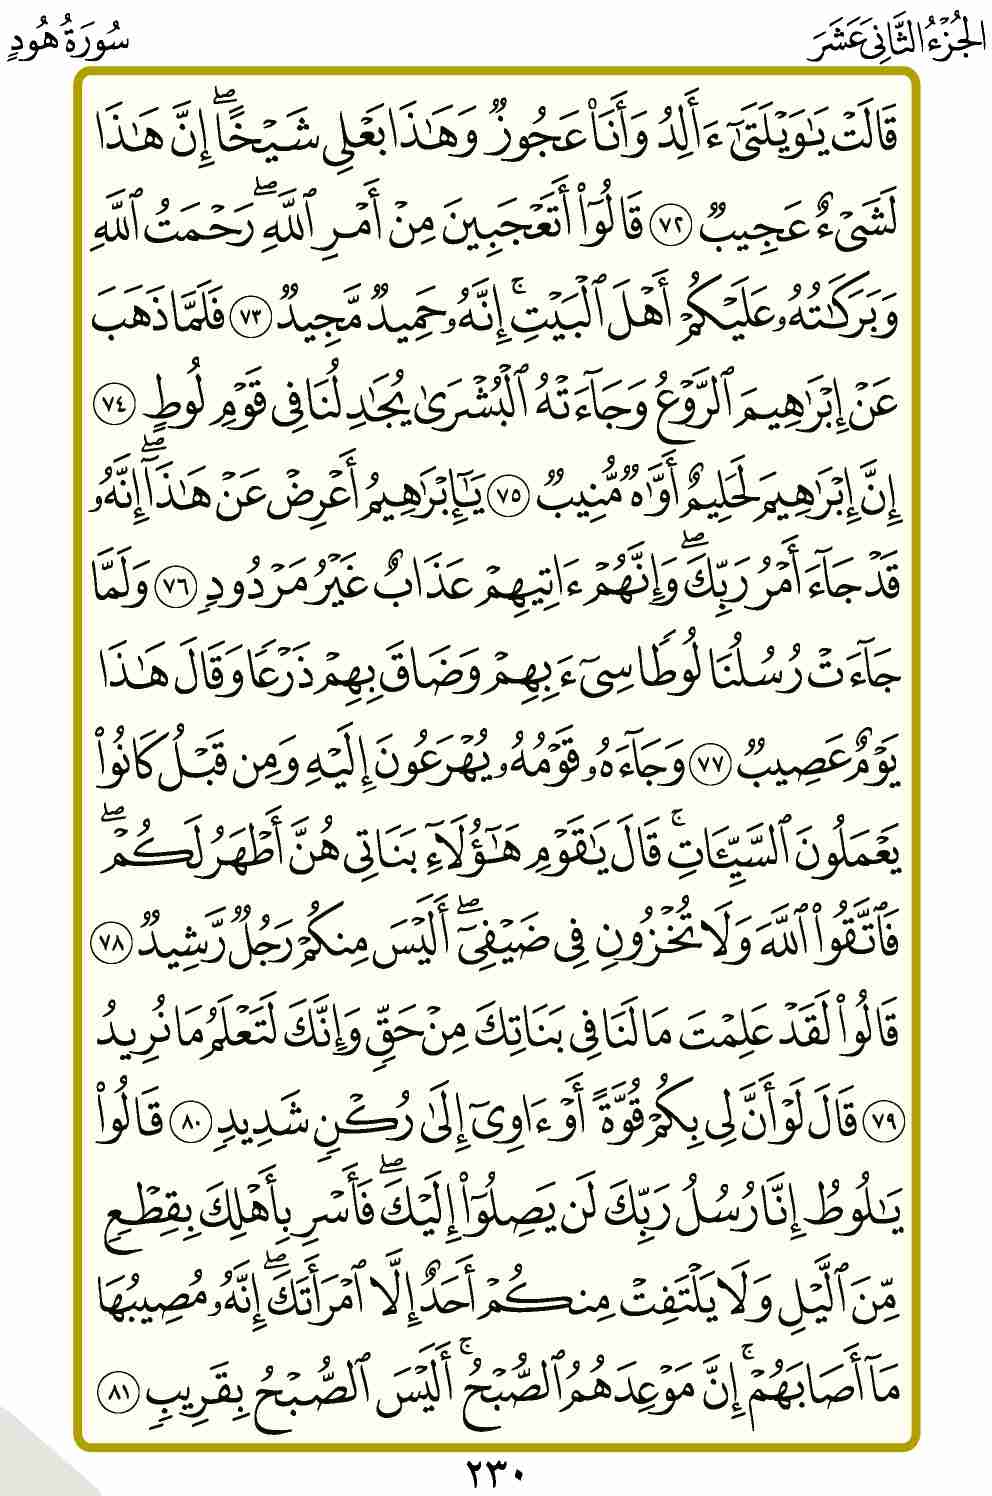 الجُزْءُ الثَّانِي عَشَرَ
سُورَةُ هُودٍ
قَالَتْ يَٰوَيْلَتَىٰٓ ءَأَلِدُ وَأَنَا۠ عَجُوزٌ وَهَٰذَا بَعْلِى شَيْخًا ۖ إِنَّ هَٰذَا
لَشَىْءٌ عَجِيبٌ ٧٢ قَالُوٓا۟ أَتَعْجَبِينَ مِنْ أَمْرِ ٱللَّهِ ۖ رَحْمَتُ ٱللَّهِ
وَبَرَكَٰتُهُۥ عَلَيْكُمْ أَهْلَ ٱلْبَيْتِ ۚ إِنَّهُۥ حَمِيدٌ مَّجِيدٌ ٧٣ فَلَمَّا ذَهَبَ
عَنْ إِبْرَٰهِيمَ ٱلرَّوْعُ وَجَآءَتْهُ ٱلْبُشْرَىٰ يُجَٰدِلُنَا فِى قَوْمِ لُوطٍ ٧٤
إِنَّ إِبْرَٰهِيمَ لَحَلِيمٌ أَوَّٰهٌ مُّنِيبٌ ٧٥ يَٰٓإِبْرَٰهِيمُ أَعْرِضْ عَنْ هَٰذَآ ۖ إِنَّهُۥ
قَدْ جَآءَ أَمْرُ رَبِّكَ ۖ وَإِنَّهُمْ ءَاتِيهِمْ عَذَابٌ غَيْرُ مَرْدُودٍ ٧٦ وَلَمَّا
جَآءَتْ رُسُلُنَا لُوطًا سِىٓءَ بِهِمْ وَضَاقَ بِهِمْ ذَرْعًا وَقَالَ هَٰذَا
يَوْمٌ عَصِيبٌ ٧٧ وَجَآءَهُۥ قَوْمُهُۥ يُهْرَعُونَ إِلَيْهِ وَمِن قَبْلُ كَانُوا۟
يَعْمَلُونَ ٱلسَّيِّـَٔاتِ ۚ قَالَ يَٰقَوْمِ هَٰٓؤُلَآءِ بَنَاتِى هُنَّ أَطْهَرُ لَكُمْ ۖ
فَٱتَّقُوا۟ ٱللَّهَ وَلَا تُخْزُونِ فِى ضَيْفِىٓ ۖ أَلَيْسَ مِنكُمْ رَجُلٌ رَّشِيدٌ ٧٨
قَالُوا۟ لَقَدْ عَلِمْتَ مَا لَنَا فِى بَنَاتِكَ مِنْ حَقٍّ وَإِنَّكَ لَتَعْلَمُ مَا نُرِيدُ
٧٩ قَالَ لَوْ أَنَّ لِى بِكُمْ قُوَّةً أَوْ ءَاوِىٓ إِلَىٰ رُكْنٍ شَدِيدٍ ٨٠ قَالُوا۟
يَٰلُوطُ إِنَّا رُسُلُ رَبِّكَ لَن يَصِلُوٓا۟ إِلَيْكَ ۖ فَأَسْرِ بِأَهْلِكَ بِقِطْعٍ
مِّنَ ٱلَّيْلِ وَلَا يَلْتَفِتْ مِنكُمْ أَحَدٌ إِلَّا ٱمْرَأَتَكَ ۖ إِنَّهُۥ مُصِيبُهَا
مَآ أَصَابَهُمْ ۚ إِنَّ مَوْعِدَهُمُ ٱلصُّبْحُ ۚ أَلَيْسَ ٱلصُّبْحُ بِقَرِيبٍ ٨١
٢٣٠